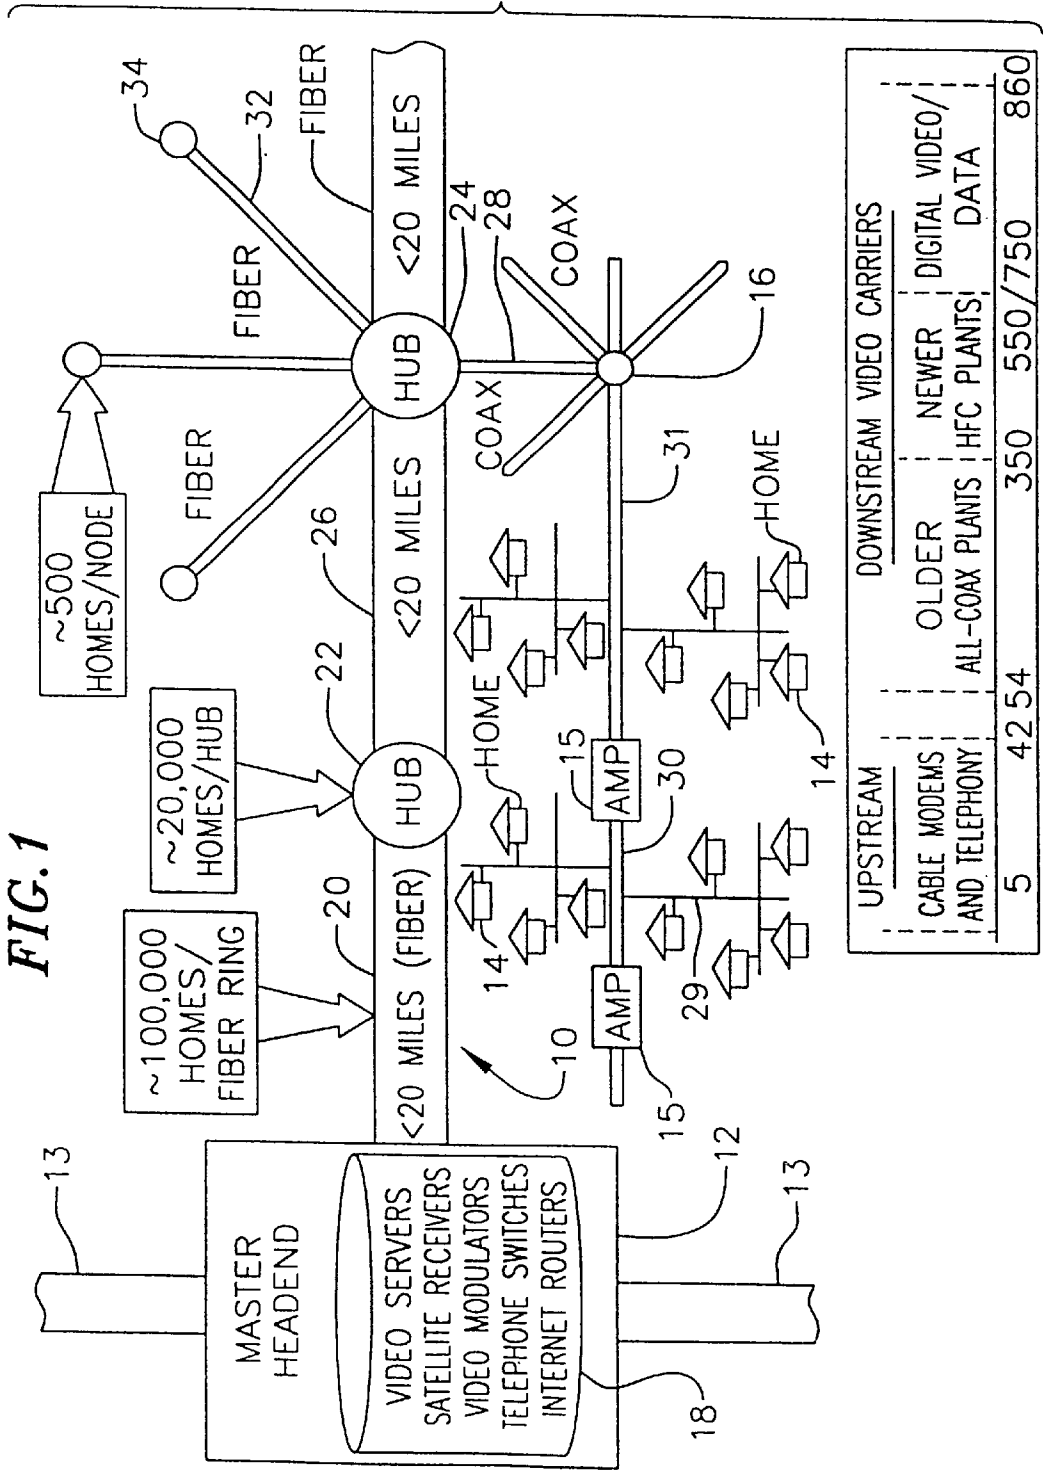 FIG.1
~100,000
HOMES/
FIBER RING
~20,000
HOMES/HUB
~500
HOMES/NODE
34
32
FIBER
FIBER
FIBER
13
MASTER
HEADEND
VIDEO SERVERS
SATELLITE RECEIVERS
VIDEO MODULATORS
TELEPHONE SWITCHES
INTERNET ROUTERS
18
12
13
20
<20 MILES (FIBER)
22
HUB
26
<20 MILES
HUB
<20 MILES
24
28
10
COAX
COAX
16
14
HOME
15
AMP
15
AMP
30
31
29
14
HOME
UPSTREAM
CABLE MODEMS
AND TELEPHONY
DOWNSTREAM VIDEO CARRIERS
OLDER
ALL-COAX PLANTS
NEWER
HFC PLANTS
DIGITAL VIDEO/
DATA
5 42 54 350 550/750 860